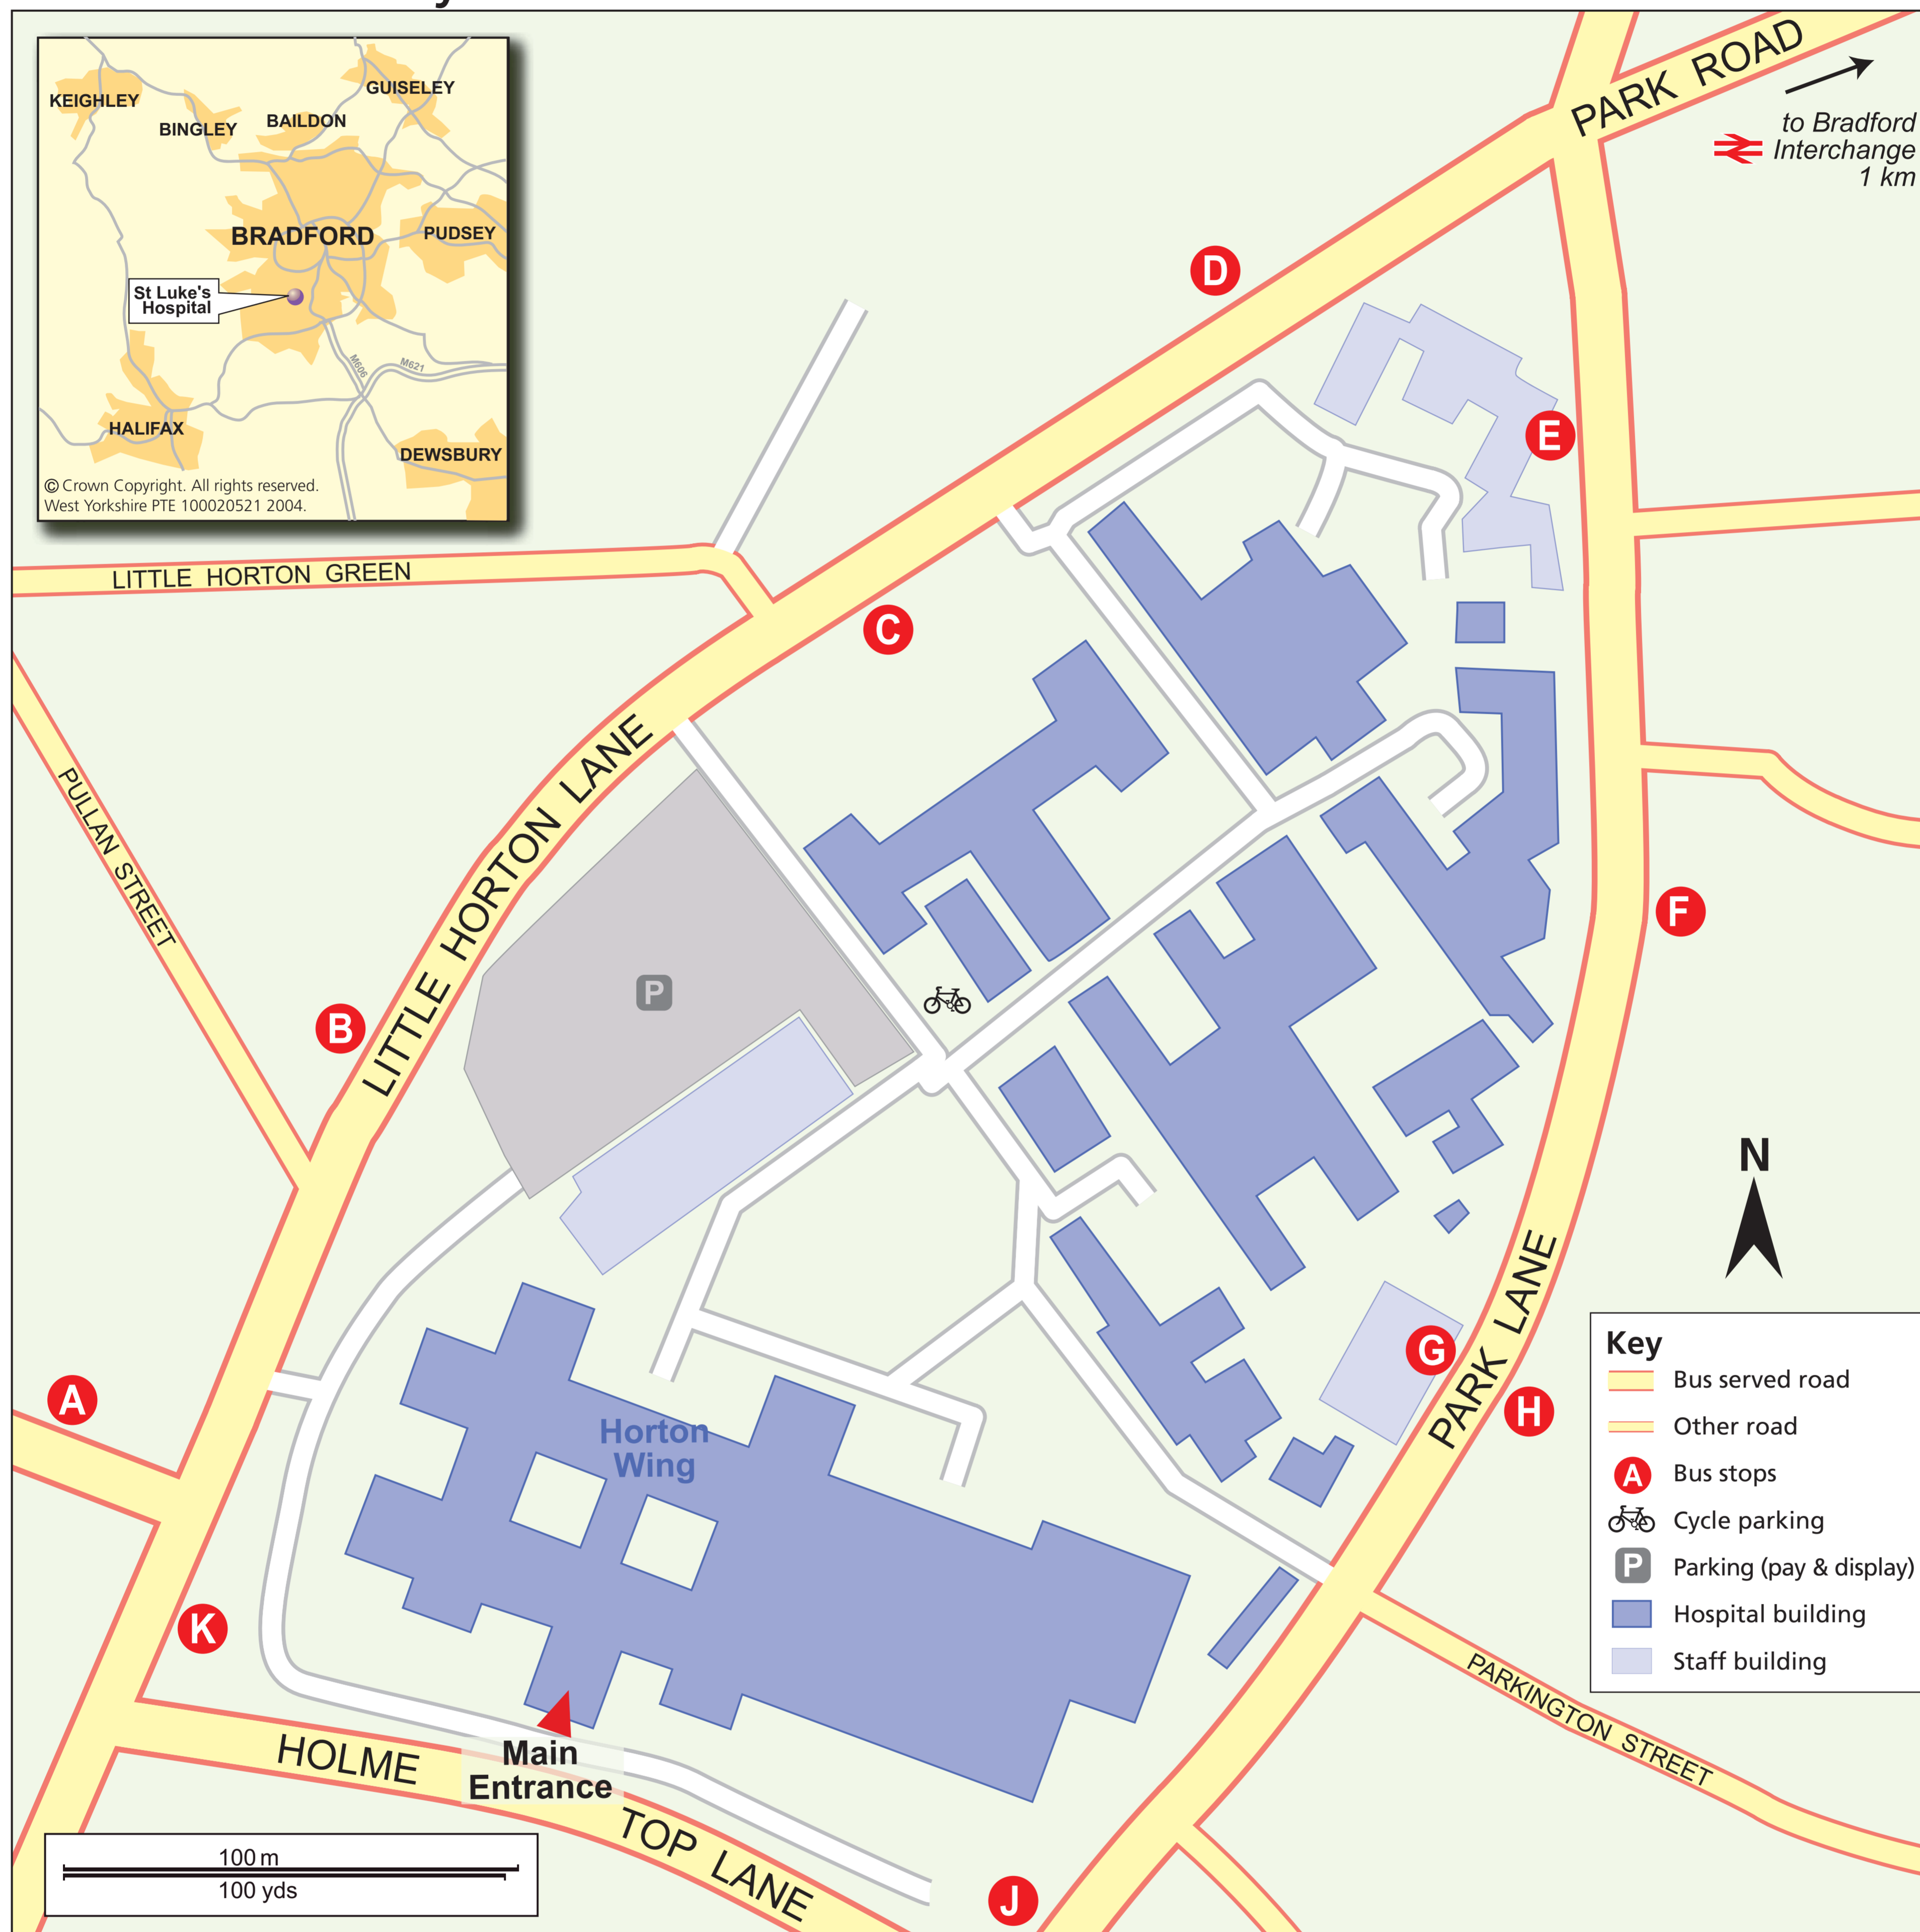 KEIGHLEY
BINGLEY
BAILDON
GUISELEY
BRADFORD
PUDSEY
St Luke's
Hospital
M606
M621
HALIFAX
DEWSBURY
© Crown Copyright. All rights reserved.
West Yorkshire PTE 100020521 2004.
PARK ROAD
to Bradford
Interchange
1 km
D
E
LITTLE HORTON GREEN
C
PULLAN STREET
LITTLE HORTON LANE
P
B
F
N
PARK LANE
G
H
A
Horton
Wing
K
Main
Entrance
HOLME
TOP LANE
J
PARKINGTON STREET
Key
Bus served road
Other road
A Bus stops
Cycle parking
P Parking (pay & display)
Hospital building
Staff building
100 m
100 yds